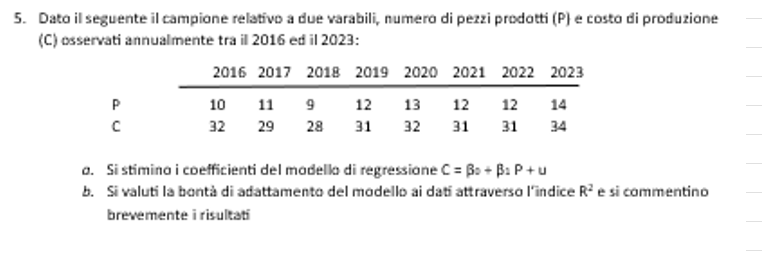 5. Dato il seguente il campione relativo a due varabili, numero di pezzi prodotti (P) e costo di produzione
(C) osservati annualmente tra il 2016 ed il 2023:
2016 2017 2018 2019 2020 2021 2022 2023
P 10 11 9 12 13 12 12 14
C 32 29 28 31 32 31 31 34
a. Si stimino i coefficienti del modello di regressione C = β₀ + β₁ P + u
b. Si valuti la bontà di adattamento del modello ai dati attraverso l'indice R² e si commentino
brevemente i risultati